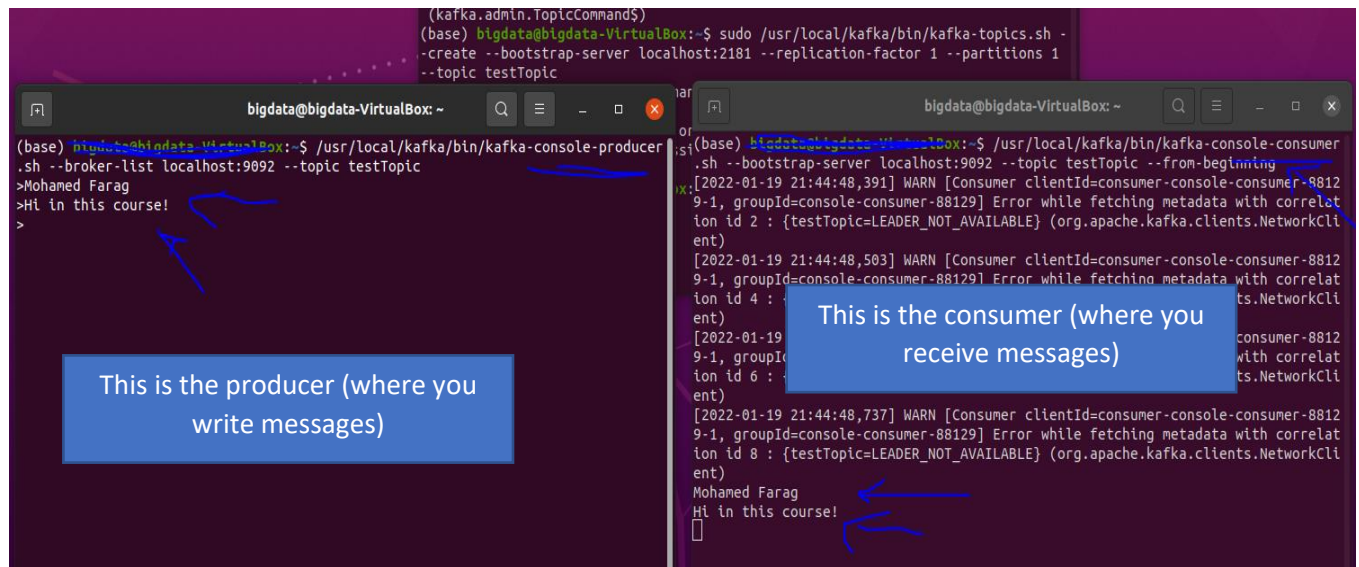 (kafka.admin.TopicCommand$)
(base) bigdata@bigdata-VirtualBox:~$ sudo /usr/local/kafka/bin/kafka-topics.sh -
-create --bootstrap-server localhost:2181 --replication-factor 1 --partitions 1
--topic testTopic
bigdata@bigdata-VirtualBox: ~
(base) bigdata@bigdata-VirtualBox:~$ /usr/local/kafka/bin/kafka-console-producer
.sh --broker-list localhost:9092 --topic testTopic
>Mohamed Farag
>Hi in this course!
>
This is the producer (where you
write messages)
bigdata@bigdata-VirtualBox: ~
(base) bigdata@bigdata-VirtualBox:~$ /usr/local/kafka/bin/kafka-console-consumer
.sh --bootstrap-server localhost:9092 --topic testTopic --from-beginning
[2022-01-19 21:44:48,391] WARN [Consumer clientId=consumer-console-consumer-8812
9-1, groupId=console-consumer-88129] Error while fetching metadata with correlat
ion id 2 : {testTopic=LEADER_NOT_AVAILABLE} (org.apache.kafka.clients.NetworkCli
ent)
[2022-01-19 21:44:48,503] WARN [Consumer clientId=consumer-console-consumer-8812
9-1, groupId=console-consumer-88129] Error while fetching metadata with correlat
ion id 4 : ts.NetworkCli
ent)
[2022-01-19 consumer-8812
9-1, with correlat
ion id 6 : ts.NetworkCli
ent)
This is the consumer (where you
receive messages)
[2022-01-19 21:44:48,737] WARN [Consumer clientId=consumer-console-consumer-8812
9-1, groupId=console-consumer-88129] Error while fetching metadata with correlat
ion id 8 : {testTopic=LEADER_NOT_AVAILABLE} (org.apache.kafka.clients.NetworkCli
ent)
Mohamed Farag
Hi in this course!